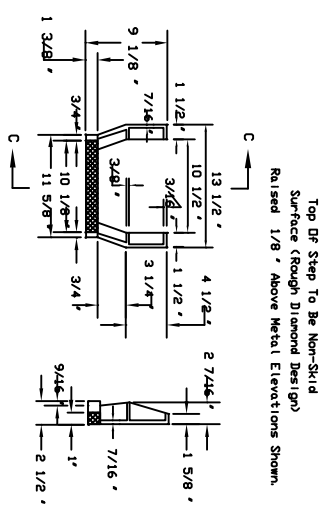 Top Of Step To Be Non-Skid
Surface (Rough Diamond Design)
Raised 1/8 " Above Metal Elevations Shown.
C
C
13 1/2 "
10 1/2 "
1 1/2 "
7/16 "
3/16 "
3/8 "
9 1/8 "
1 3/8 "
3/4 "
10 1/8 "
11 5/8 "
3/4 "
3 1/4 "
1 1/2 "
4 1/2 "
2 7/16 "
1 5/8 "
7/16 "
9/16 "
1"
2 1/2 "